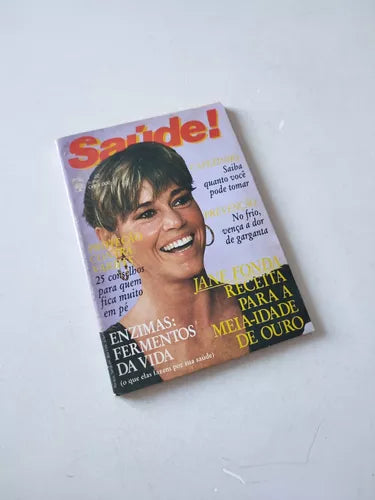 Saúde!
Saiba
quanto você
pode tomar
PREVENÇÃO
No frio,
vença a dor
de garganta
25 conselhos
para quem
fica muito
em pé
JANE FONDA
RECEITA
PARA A
MEIA-IDADE
DE OURO
ENZIMAS:
FERMENTOS
DA VIDA
(o que elas fazem por sua saúde)